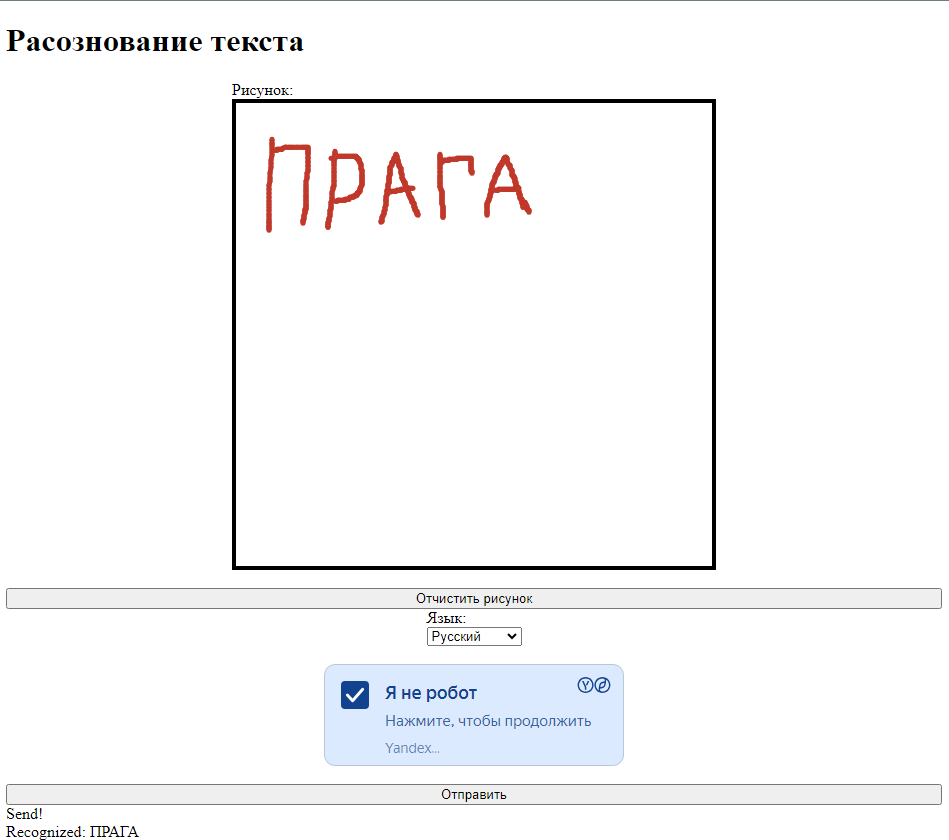 Расознование текста
Рисунок:
ПРАГА
Отчистить рисунок
Язык:
Русский
Я не робот
Нажмите, чтобы продолжить
Yandex...
Отправить
Send!
Recognized: ПРАГА